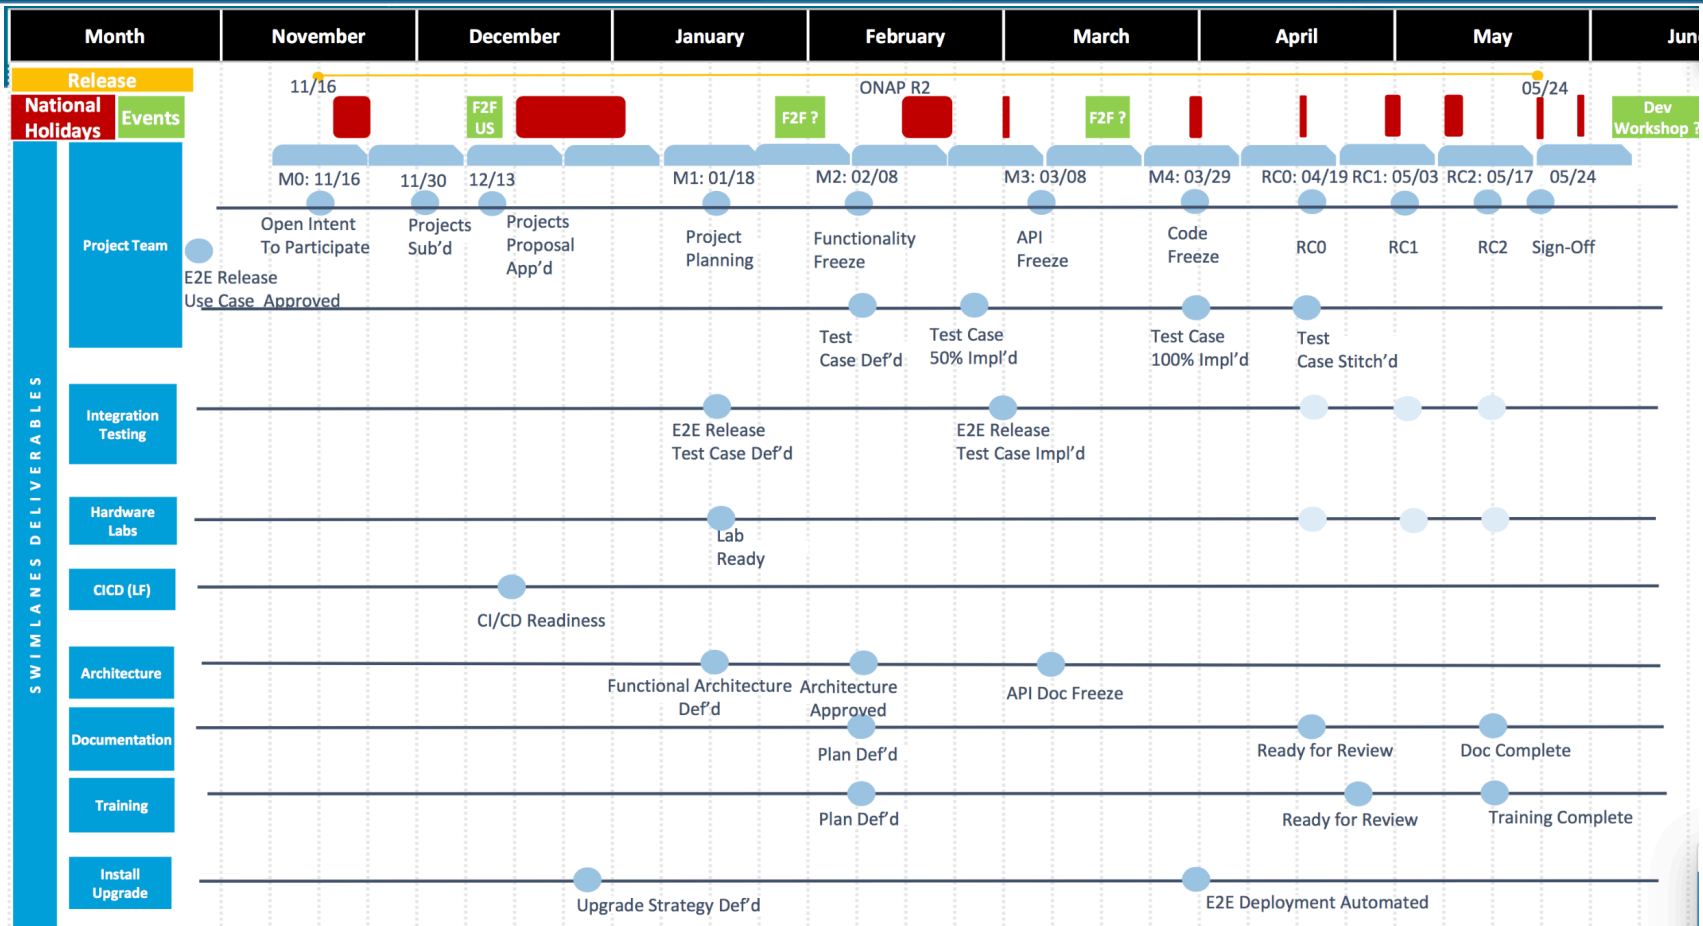 Month
November
December
January
February
March
April
May
Jun
Release
11/16
ONAP R2
05/24
National
Holidays
Events
F2F
US
F2F ?
F2F ?
Dev
Workshop ?
SWIMLANES DELIVERABLES
Project Team
M0: 11/16
11/30
12/13
M1: 01/18
M2: 02/08
M3: 03/08
M4: 03/29
RC0: 04/19
RC1: 05/03
RC2: 05/17
05/24
Open Intent
To Participate
Projects
Sub’d
Projects
Proposal
App’d
Project
Planning
Functionality
Freeze
API
Freeze
Code
Freeze
RC0
RC1
RC2
Sign-Off
E2E Release
Use Case Approved
Test
Case Def’d
Test Case
50% Impl’d
Test Case
100% Impl’d
Test
Case Stitch’d
Integration
Testing
E2E Release
Test Case Def’d
E2E Release
Test Case Impl’d
Hardware
Labs
Lab
Ready
CICD (LF)
CI/CD Readiness
Architecture
Functional Architecture
Def’d
Architecture
Approved
API Doc Freeze
Documentation
Plan Def’d
Ready for Review
Doc Complete
Training
Plan Def’d
Ready for Review
Training Complete
Install
Upgrade
Upgrade Strategy Def’d
E2E Deployment Automated